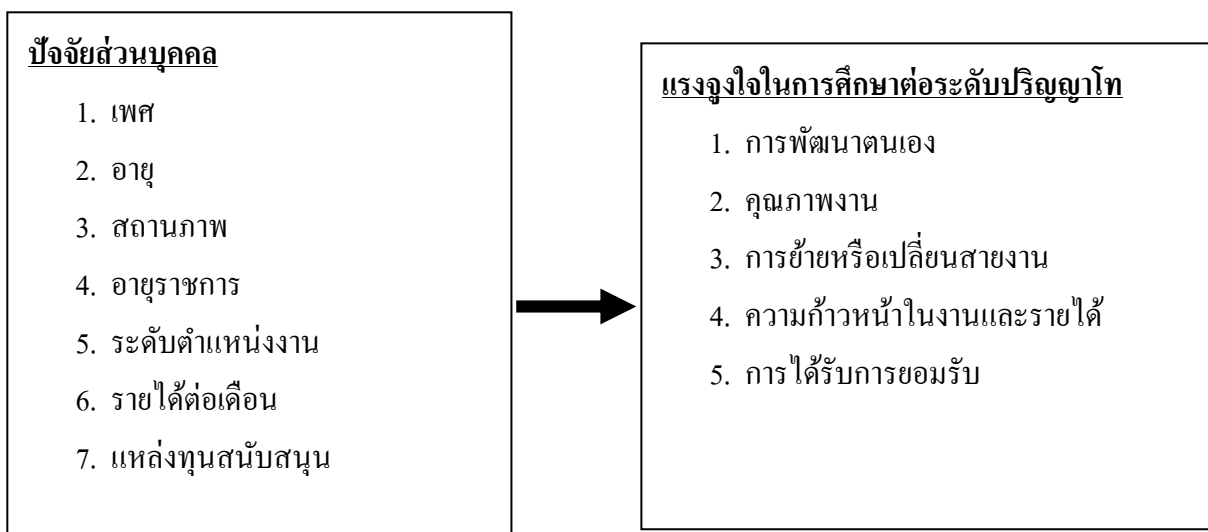 ปัจจัยส่วนบุคคล
1. เพศ
2. อายุ
3. สถานภาพ
4. อายุราชการ
5. ระดับตำแหน่งงาน
6. รายได้ต่อเดือน
7. แหล่งทุนสนับสนุน
แรงจูงใจในการศึกษาต่อระดับปริญญาโท
1. การพัฒนาตนเอง
2. คุณภาพงาน
3. การย้ายหรือเปลี่ยนสายงาน
4. ความก้าวหน้าในงานและรายได้
5. การได้รับการยอมรับ